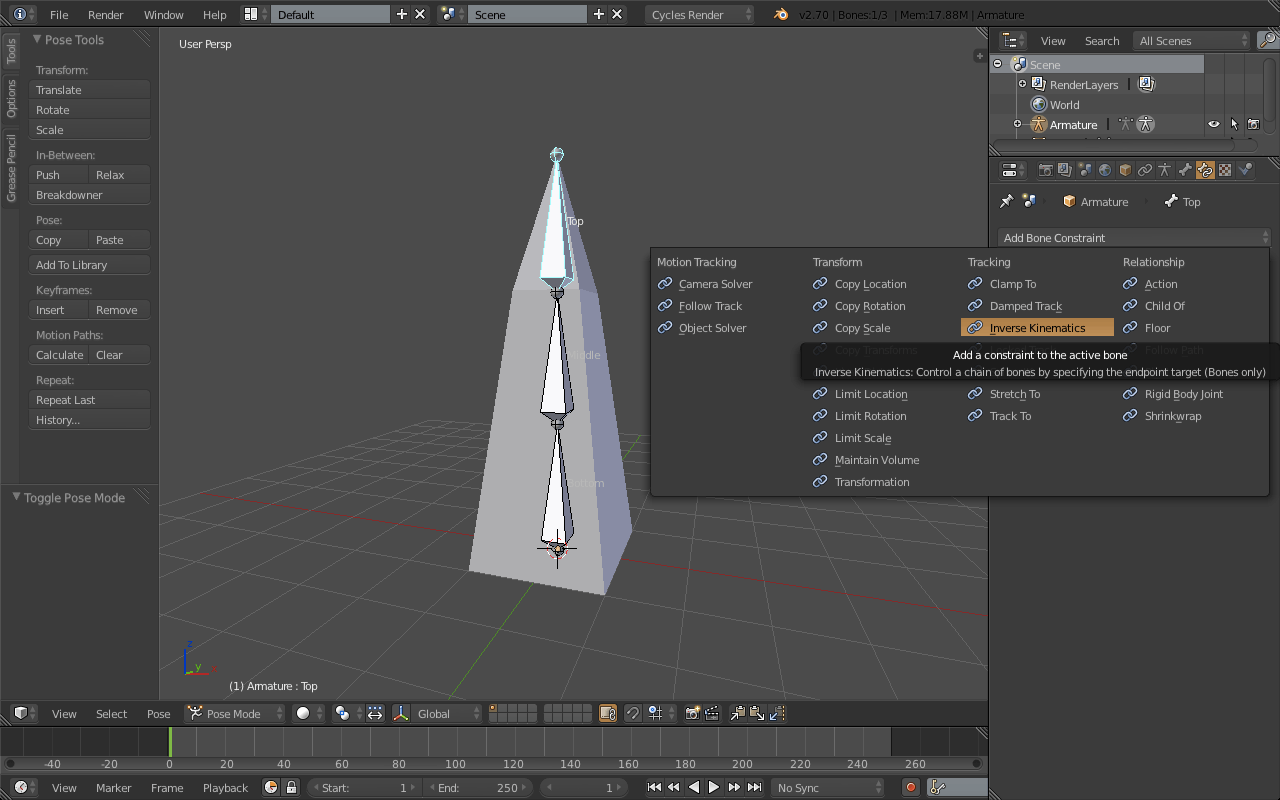 File Render Window Help Default Scene Cycles Render v2.70 | Bones:1/3 | Mem:17.88M | Armature
Tools
Options
Grease Pencil
Pose Tools
Transform:
Translate
Rotate
Scale
In-Between:
Push Relax
Breakdowner
Pose:
Copy Paste
Add To Library
Keyframes:
Insert Remove
Motion Paths:
Calculate Clear
Repeat:
Repeat Last
History...
Toggle Pose Mode
User Persp
Top
Middle
Bottom
z
y
x
(1) Armature : Top
View Search All Scenes
Scene
RenderLayers
World
Armature
Armature Top
Add Bone Constraint
Motion Tracking
Camera Solver
Follow Track
Object Solver
Transform
Copy Location
Copy Rotation
Copy Scale
Copy Transforms
Limit Location
Limit Rotation
Limit Scale
Maintain Volume
Transformation
Tracking
Clamp To
Damped Track
Inverse Kinematics
Stretch To
Track To
Relationship
Action
Child Of
Floor
Follow Path
Rigid Body Joint
Shrinkwrap
Add a constraint to the active bone
Inverse Kinematics: Control a chain of bones by specifying the endpoint target (Bones only)
View Select Pose Pose Mode Global
-40 -20 0 20 40 60 80 100 120 140 160 180 200 220 240 260
View Marker Frame Playback Start: 1 End: 250 1 No Sync